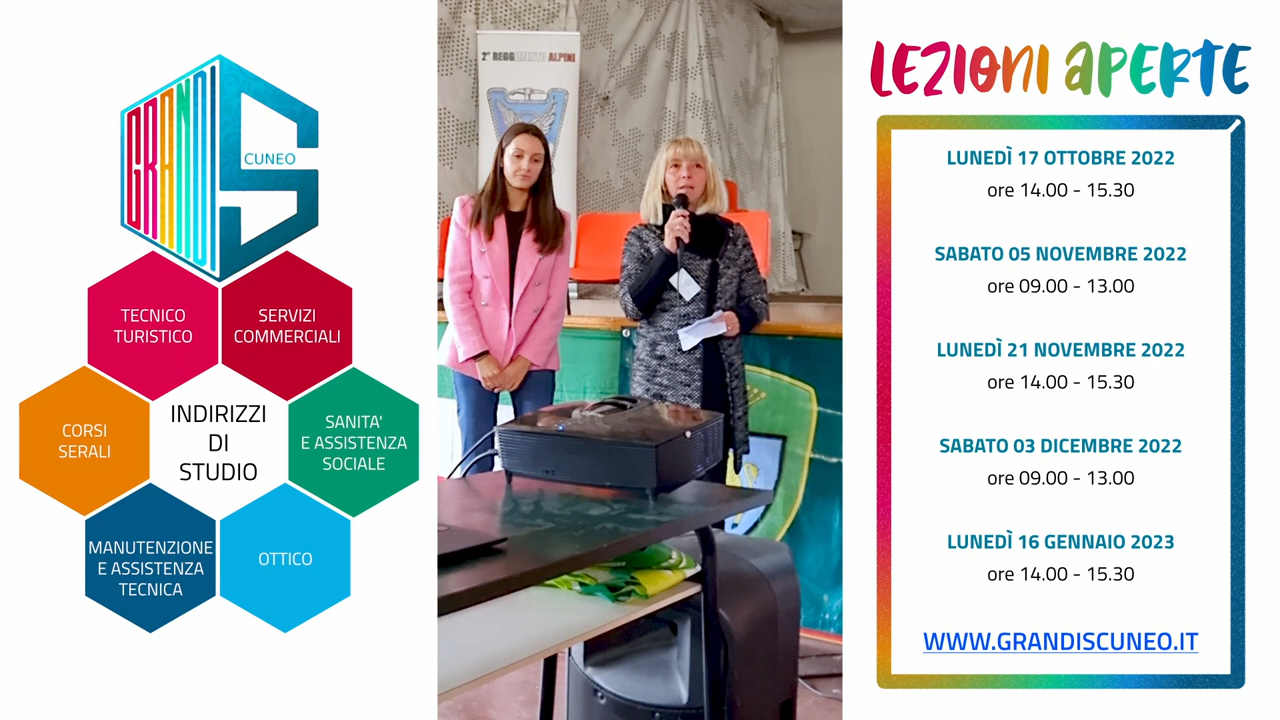 GRANDI
S
CUNEO
TECNICO
TURISTICO
SERVIZI
COMMERCIALI
CORSI
SERALI
INDIRIZZI
DI
STUDIO
SANITA'
E ASSISTENZA
SOCIALE
MANUTENZIONE
E ASSISTENZA
TECNICA
OTTICO
2° REGGIMENTO ALPINI
LEZIONI APERTE
LUNEDÌ 17 OTTOBRE 2022
ore 14.00 - 15.30
SABATO 05 NOVEMBRE 2022
ore 09.00 - 13.00
LUNEDÌ 21 NOVEMBRE 2022
ore 14.00 - 15.30
SABATO 03 DICEMBRE 2022
ore 09.00 - 13.00
LUNEDÌ 16 GENNAIO 2023
ore 14.00 - 15.30
WWW.GRANDISCUNEO.IT